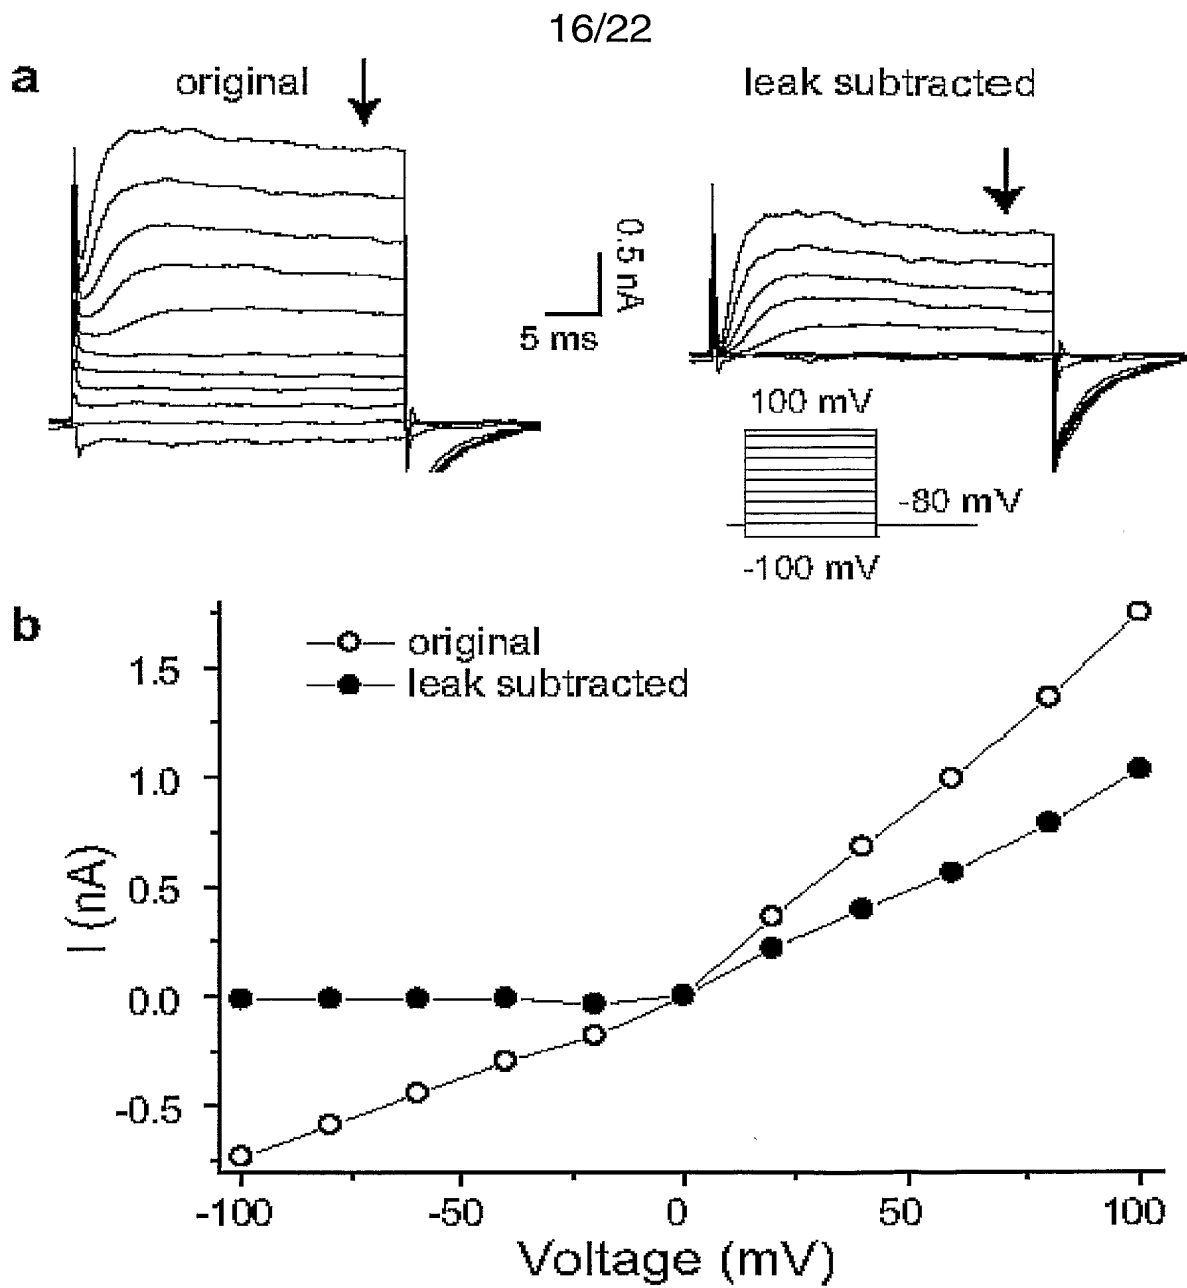 16/22
a
original
leak subtracted
0.5 nA
5 ms
100 mV
-80 mV
-100 mV
b
original
leak subtracted
1.5
1.0
0.5
0.0
-0.5
I (nA)
-100 -50 0 50 100
Voltage (mV)